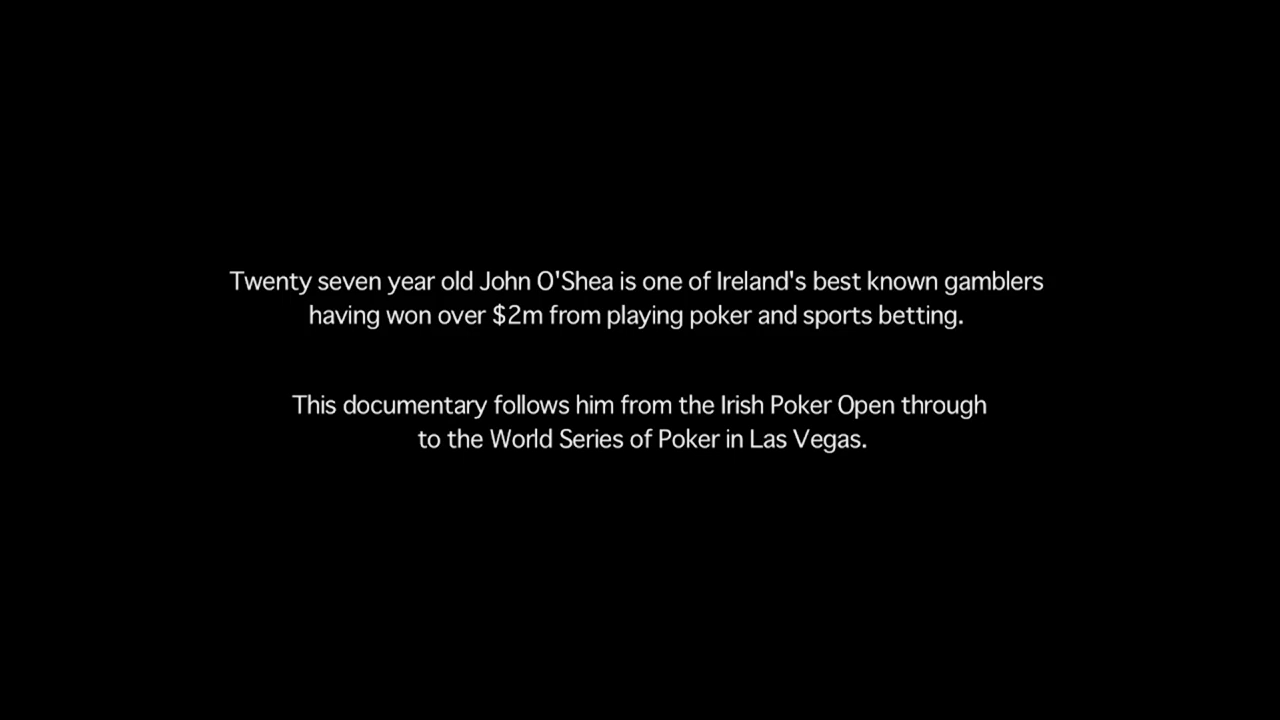 Twenty seven year old John O'Shea is one of Ireland's best known gamblers
having won over $2m from playing poker and sports betting.
This documentary follows him from the Irish Poker Open through
to the World Series of Poker in Las Vegas.